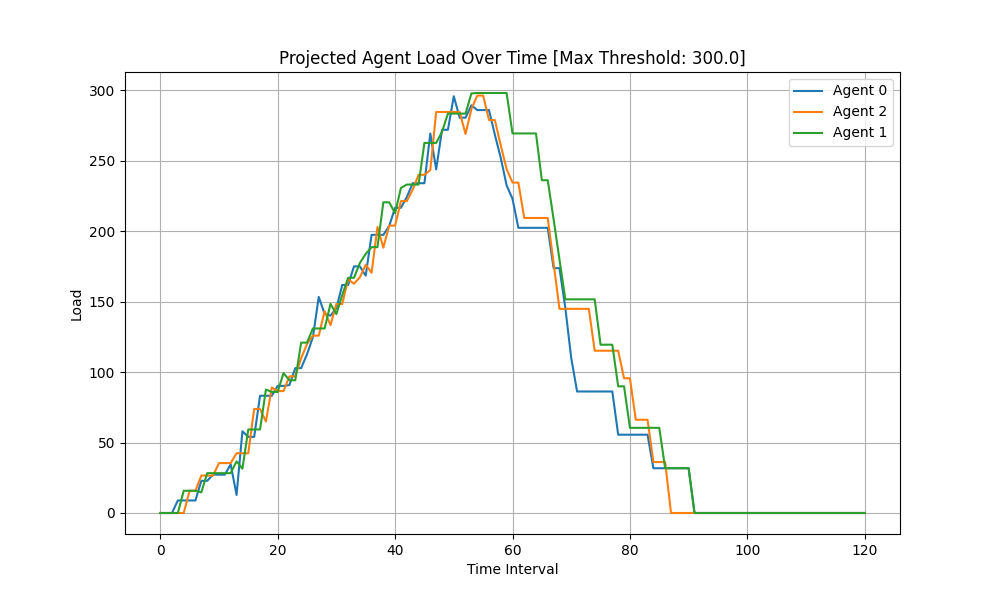 Projected Agent Load Over Time [Max Threshold: 300.0]
Agent 0
Agent 2
Agent 1
Load
300
250
200
150
100
50
0
0 20 40 60 80 100 120
Time Interval